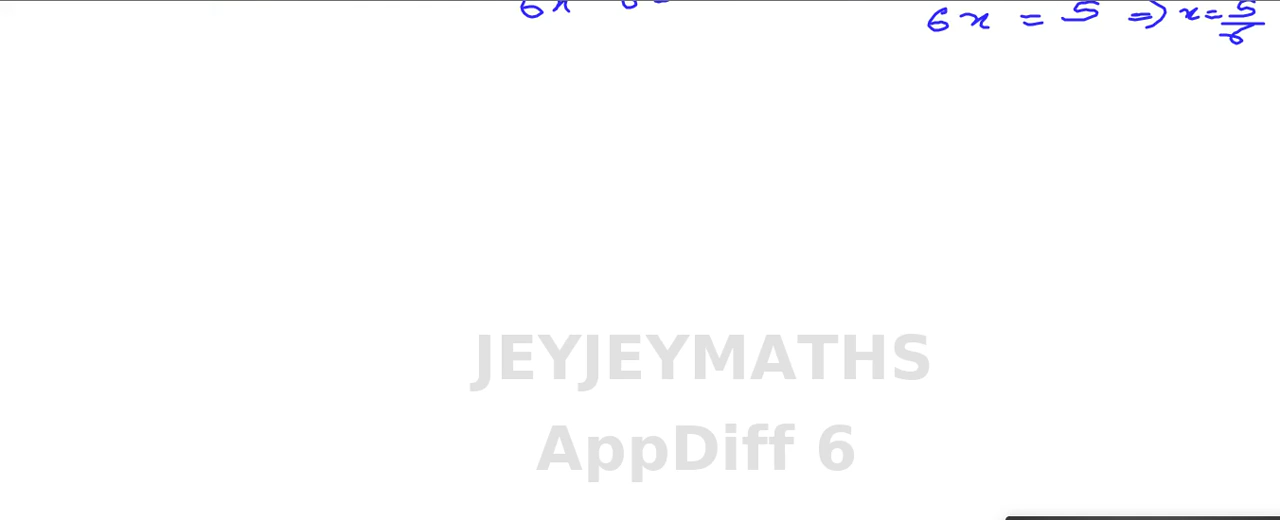 6x = 5 ⇒ x = 5/6
JEYJEYMATHS
AppDiff 6